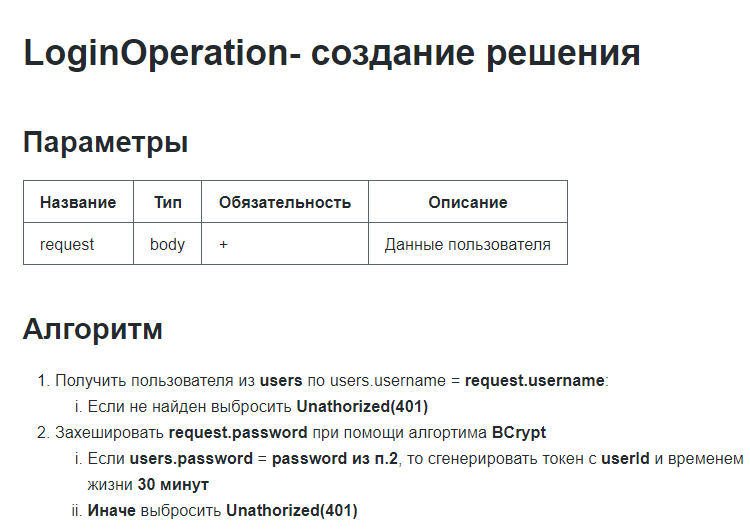 LoginOperation- создание решения
Параметры
Название Тип Обязательность Описание
request body + Данные пользователя
Алгоритм
1. Получить пользователя из users по users.username = request.username:
i. Если не найден выбросить Unathorized(401)
2. Захешировать request.password при помощи алгортима BCrypt
i. Если users.password = password из п.2, то сгенерировать токен с userId и временем
жизни 30 минут
ii. Иначе выбросить Unathorized(401)